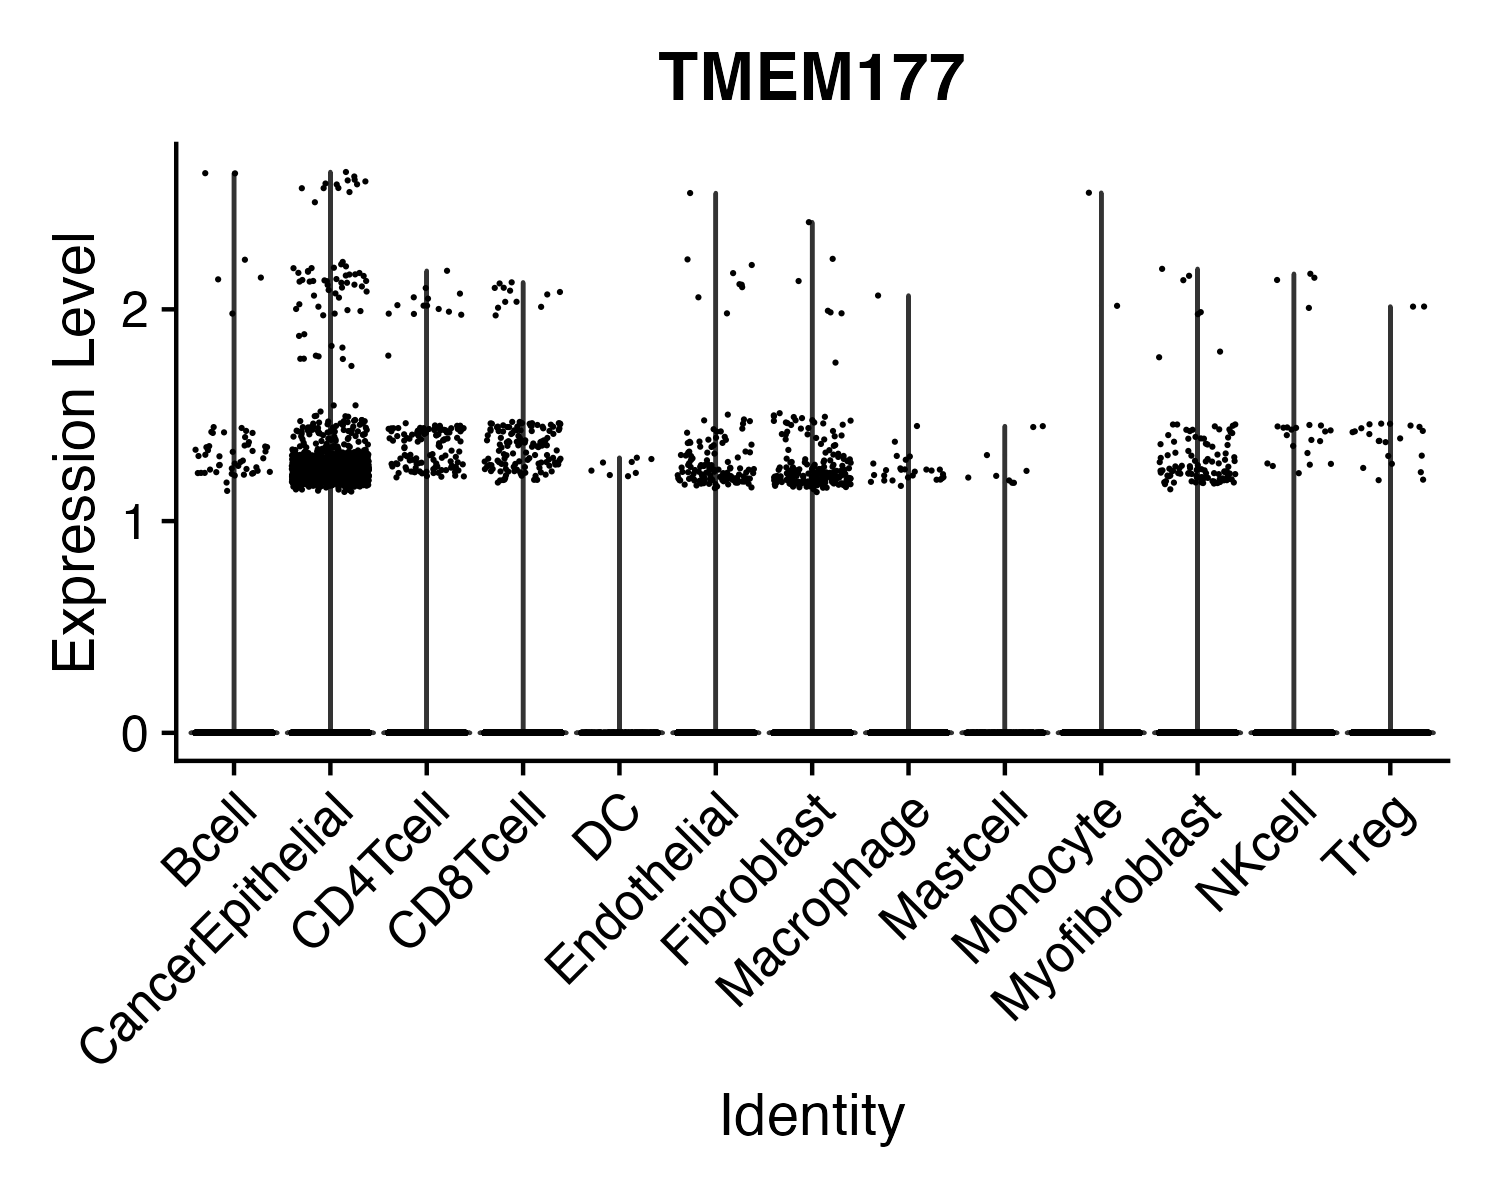 TMEM177
Expression Level
2
1
0
Bcell
CancerEpithelial
CD4Tcell
CD8Tcell
DC
Endothelial
Fibroblast
Macrophage
Mastcell
Monocyte
Myofibroblast
NKcell
Treg
Identity